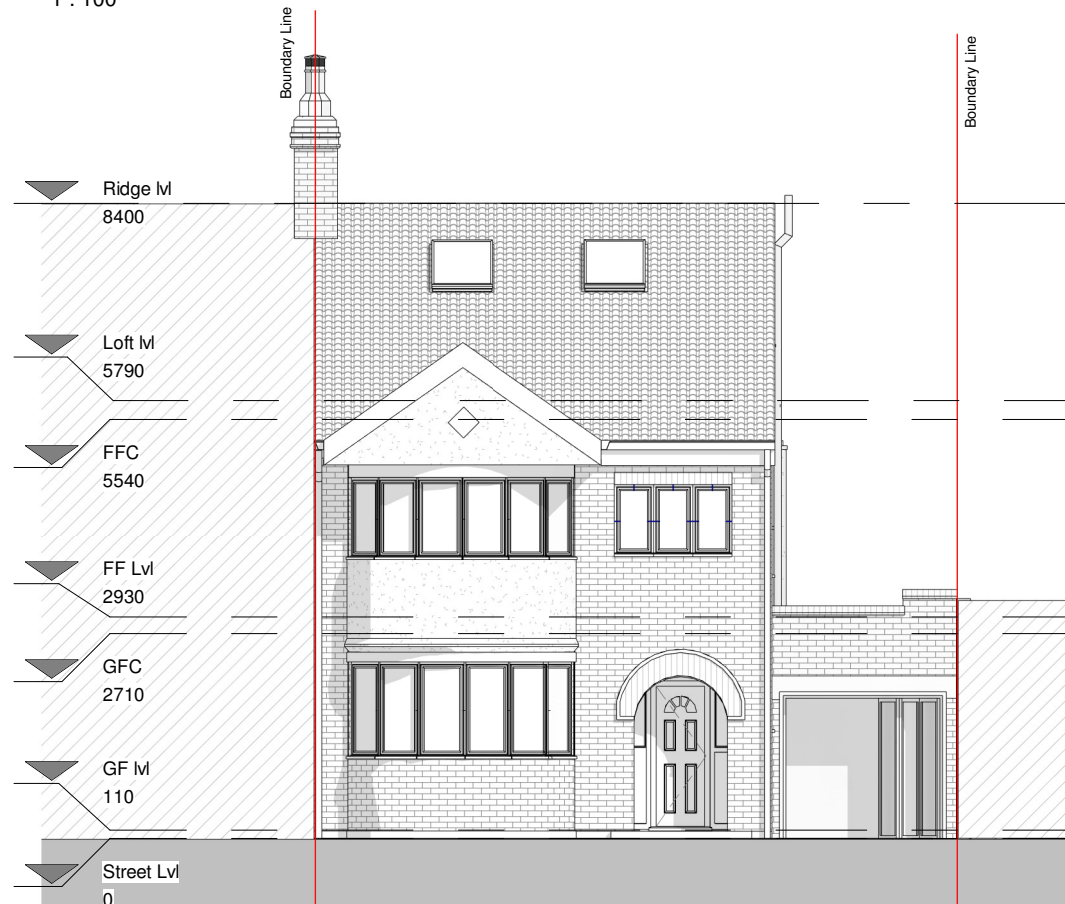 1 : 100
Boundary Line
Boundary Line
Ridge lvl
8400
Loft lvl
5790
FFC
5540
FF Lvl
2930
GFC
2710
GF lvl
110
Street Lvl
0